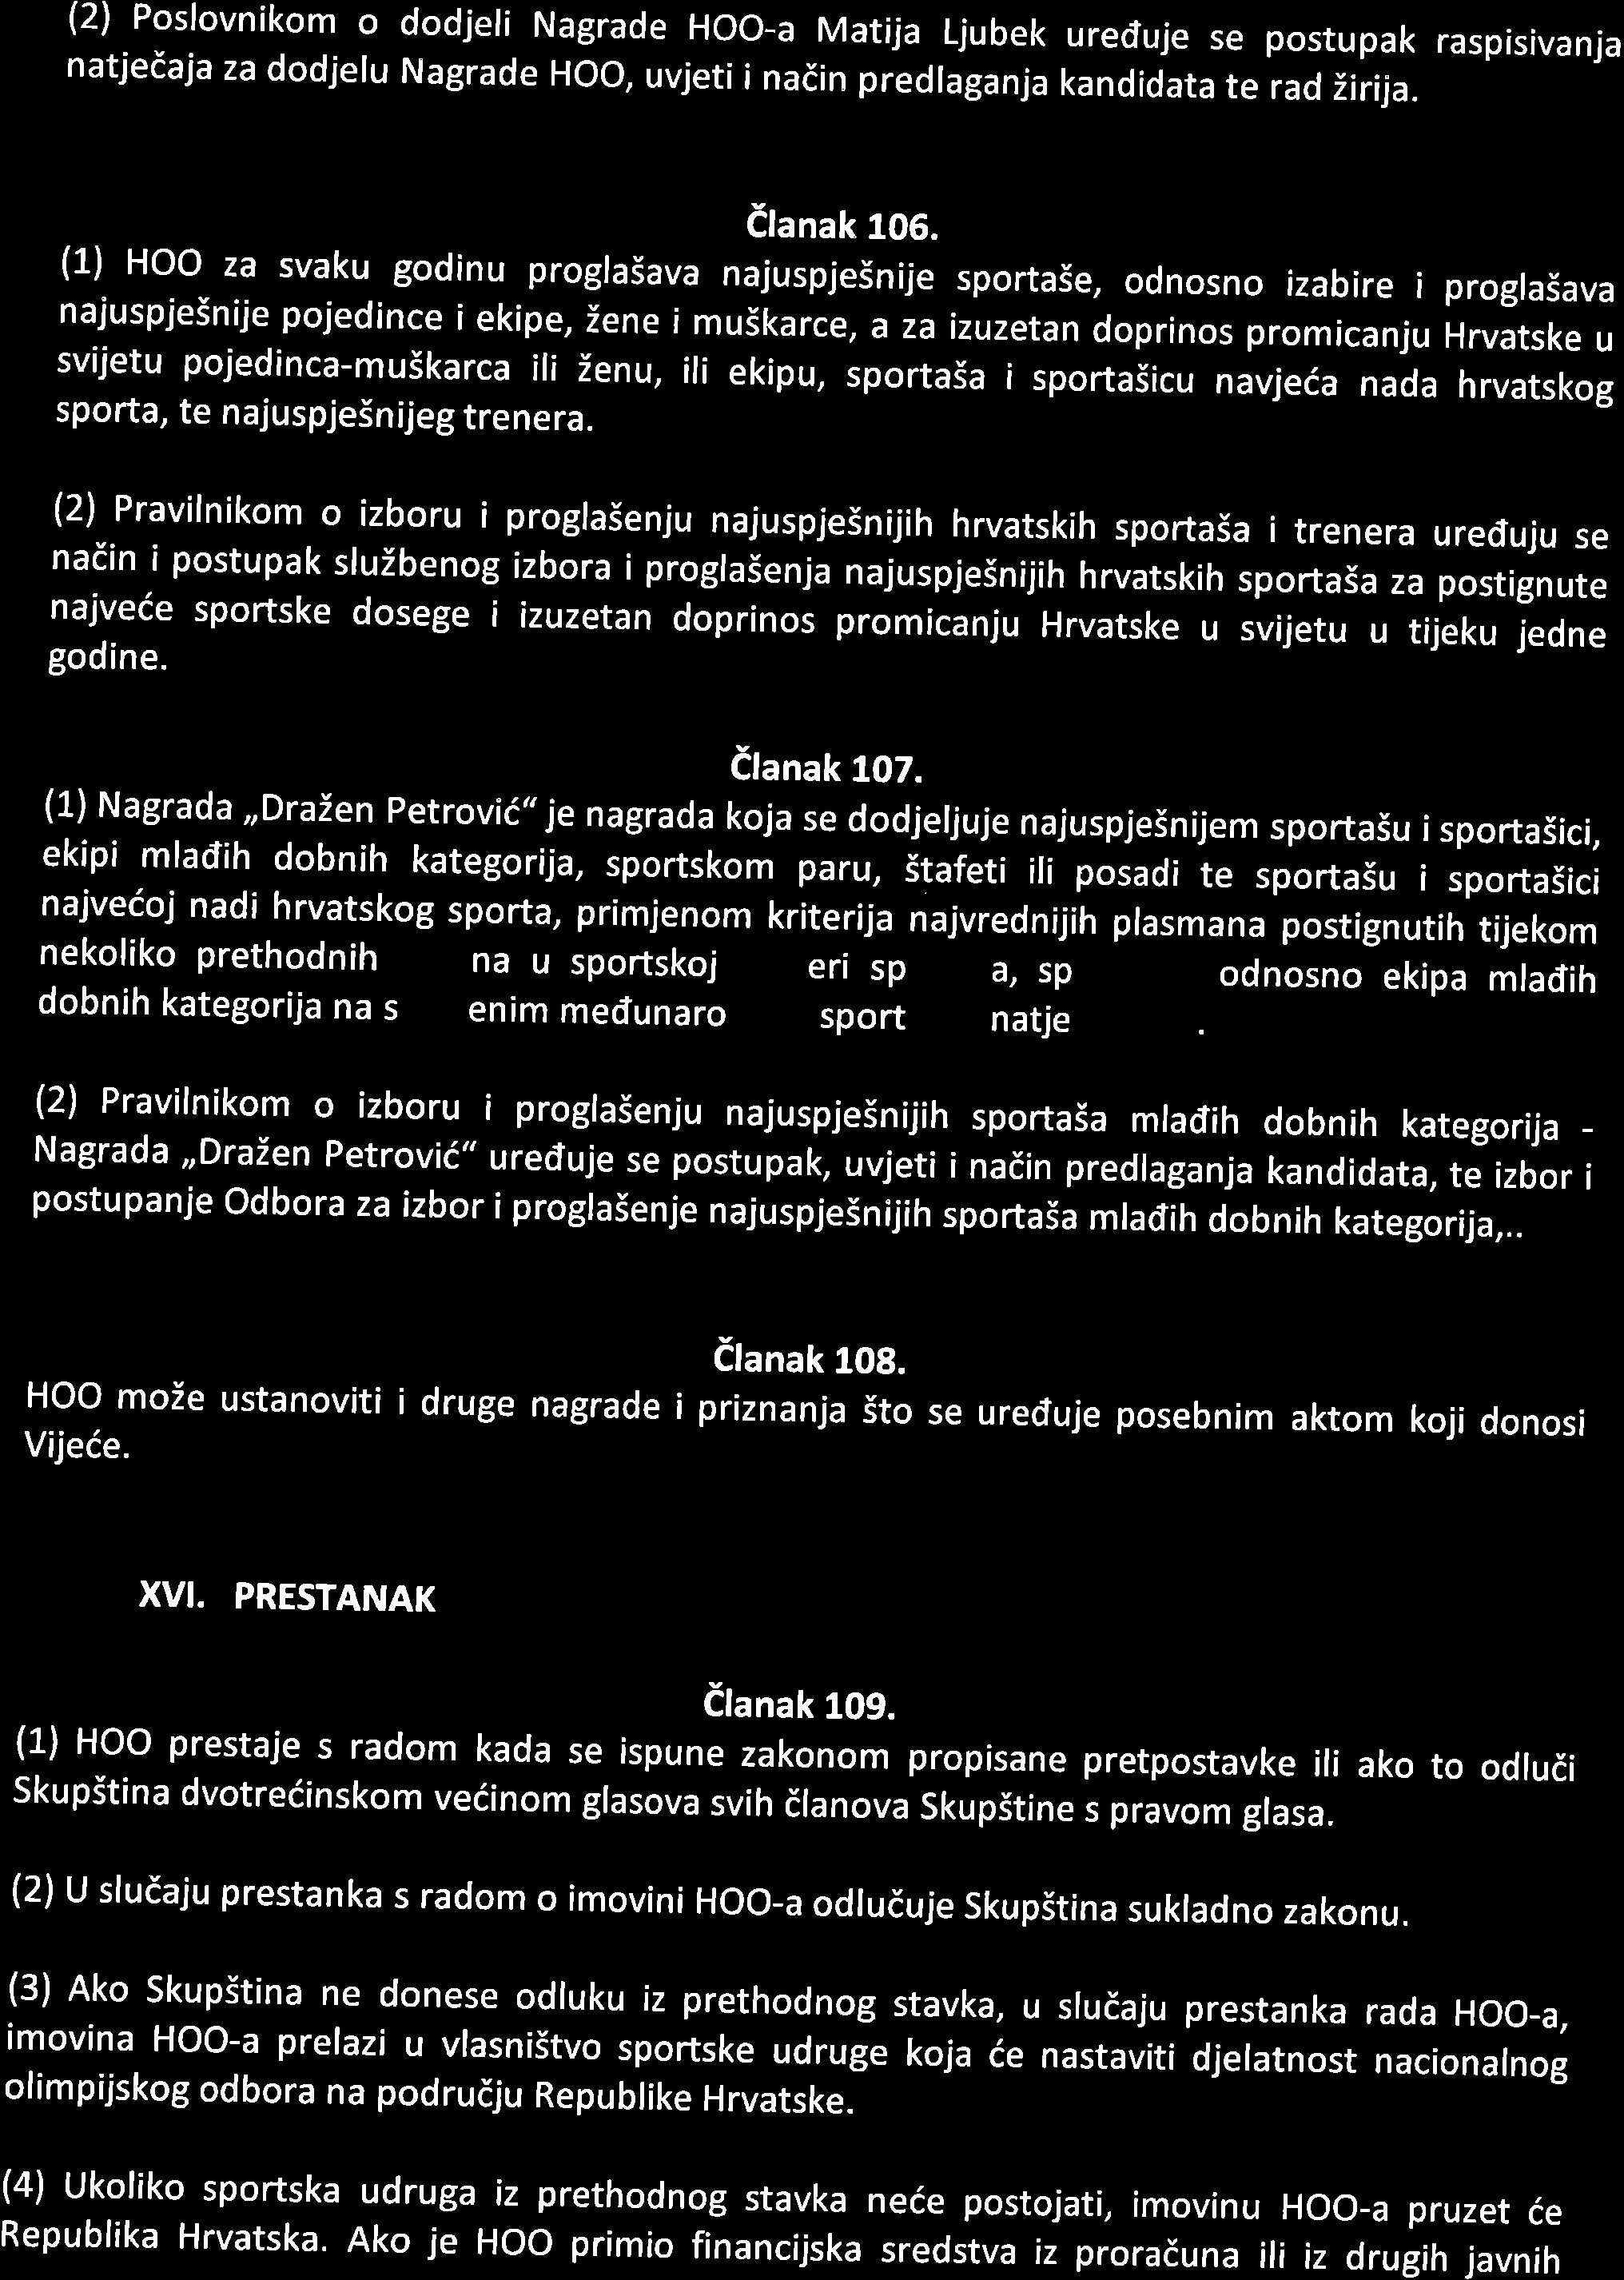 (2) Poslovnikom o dodjeli Nagrade HOO-a Matija Ljubek uređuje se postupak raspisivanja
natječaja za dodjelu Nagrade HOO, uvjeti i način predlaganja kandidata te rad žirija.
Članak 106.
(1) HOO za svaku godinu proglašava najuspješnije sportaše, odnosno izabire i proglašava
najuspješnije pojedince i ekipe, žene i muškarce, a za izuzetan doprinos promicanju Hrvatske u
svijetu pojedinca-muškarca ili ženu, ili ekipu, sportaša i sportašicu navjeća nada hrvatskog
sporta, te najuspješnijeg trenera.
(2) Pravilnikom o izboru i proglašenju najuspješnijih hrvatskih sportaša i trenera uređuju se
način i postupak službenog izbora i proglašenja najuspješnijih hrvatskih sportaša za postignute
najveće sportske dosege i izuzetan doprinos promicanju Hrvatske u svijetu u tijeku jedne
godine.
Članak 107.
(1) Nagrada „Dražen Petrović" je nagrada koja se dodjeljuje najuspješnijem sportašu i sportašici,
ekipi mlađih dobnih kategorija, sportskom paru, štafeti ili posadi te sportašu i sportašici
najvećoj nadi hrvatskog sporta, primjenom kriterija najvrednijih plasmana postignutih tijekom
nekoliko prethodnih na u sportskoj eri sp a, sp odnosno ekipa mlađih
dobnih kategorija na s enim međunaro sport natje .
(2) Pravilnikom o izboru i proglašenju najuspješnijih sportaša mlađih dobnih kategorija -
Nagrada „Dražen Petrović" uređuje se postupak, uvjeti i način predlaganja kandidata, te izbor i
postupanje Odbora za izbor i proglašenje najuspješnijih sportaša mlađih dobnih kategorija,..
Članak 108.
HOO može ustanoviti i druge nagrade i priznanja što se uređuje posebnim aktom koji donosi
Vijeće.
XVI. PRESTANAK
Članak 109.
(1) HOO prestaje s radom kada se ispune zakonom propisane pretpostavke ili ako to odluči
Skupština dvotrećinskom većinom glasova svih članova Skupštine s pravom glasa.
(2) U slučaju prestanka s radom o imovini HOO-a odlučuje Skupština sukladno zakonu.
(3) Ako Skupština ne donese odluku iz prethodnog stavka, u slučaju prestanka rada HOO-a,
imovina HOO-a prelazi u vlasništvo sportske udruge koja će nastaviti djelatnost nacionalnog
olimpijskog odbora na području Republike Hrvatske.
(4) Ukoliko sportska udruga iz prethodnog stavka neće postojati, imovinu HOO-a pruzet će
Republika Hrvatska. Ako je HOO primio financijska sredstva iz proračuna ili iz drugih javnih